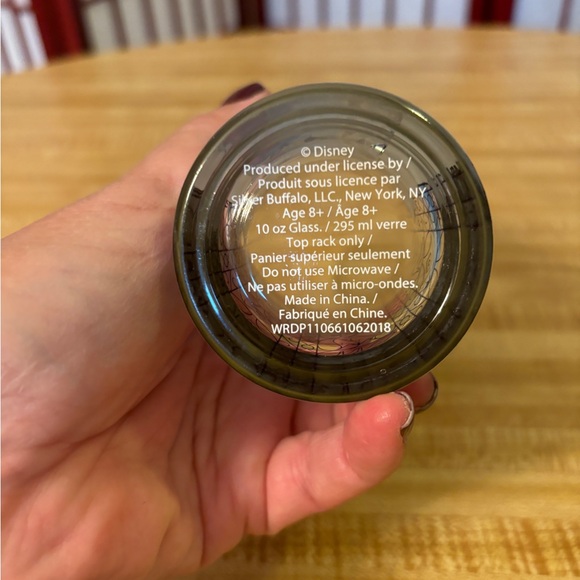 © Disney
Produced under license by /
Produit sous licence par
Silver Buffalo, LLC., New York, NY
Age 8+ / Âge 8+
10 oz Glass. / 295 ml verre
Top rack only /
Panier supérieur seulement
Do not use Microwave /
Ne pas utiliser à micro-ondes.
Made in China. /
Fabriqué en Chine.
WRDP110661062018